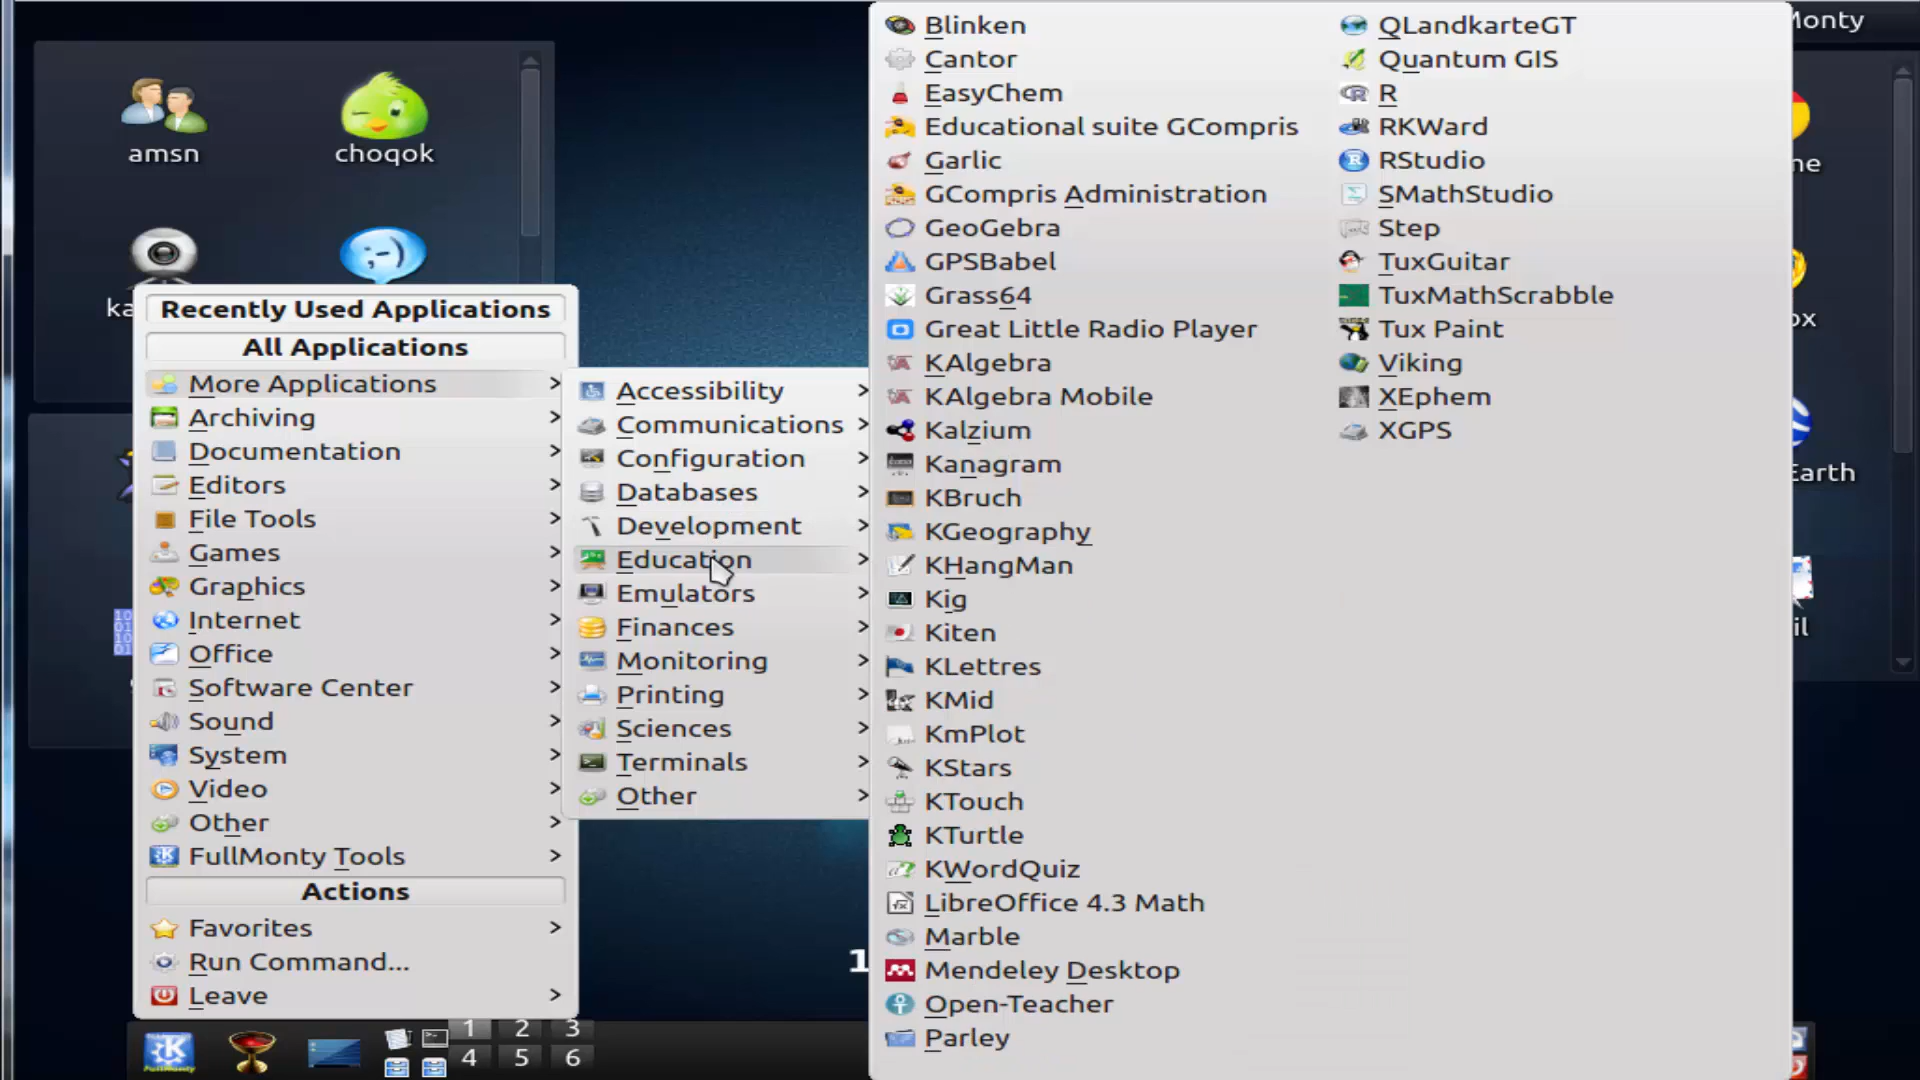 amsn
choqok
Recently Used Applications
All Applications
More Applications
Archiving
Documentation
Editors
File Tools
Games
Graphics
Internet
Office
Software Center
Sound
System
Video
Other
FullMonty Tools
Actions
Favorites
Run Command...
Leave
Accessibility
Communications
Configuration
Databases
Development
Education
Emulators
Finances
Monitoring
Printing
Sciences
Terminals
Other
Blinken
Cantor
EasyChem
Educational suite GCompris
Garlic
GCompris Administration
GeoGebra
GPSBabel
Grass64
Great Little Radio Player
KAlgebra
KAlgebra Mobile
Kalzium
Kanagram
KBruch
KGeography
KHangMan
Kig
Kiten
KLettres
KMid
KmPlot
KStars
KTouch
KTurtle
KWordQuiz
LibreOffice 4.3 Math
Marble
Mendeley Desktop
Open-Teacher
Parley
QLandkarteGT
Quantum GIS
R
RKWard
RStudio
SMathStudio
Step
TuxGuitar
TuxMathScrabble
Tux Paint
Viking
XEphem
XGPS
Monty
Earth
1
1 2 3
4 5 6